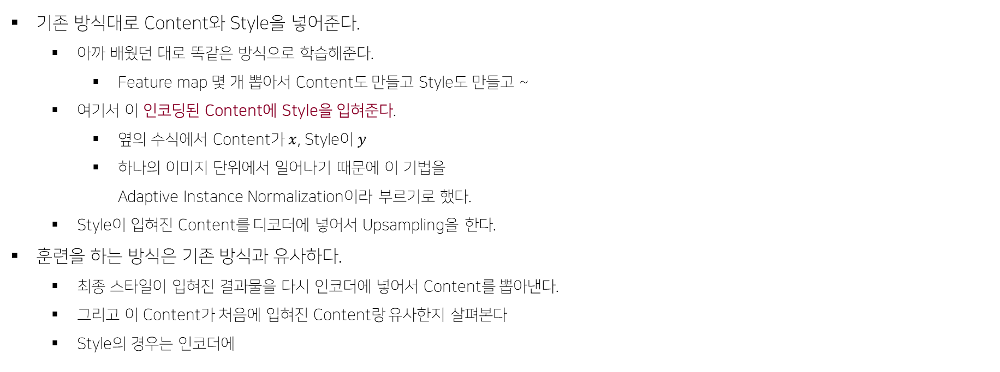 ▪ 기존 방식대로 Content와 Style을 넣어준다.
▪ 아까 배웠던 대로 똑같은 방식으로 학습해준다.
▪ Feature map 몇 개 뽑아서 Content도 만들고 Style도 만들고 ~
▪ 여기서 이 인코딩된 Content에 Style을 입혀준다.
▪ 옆의 수식에서 Content가 x, Style이 y
▪ 하나의 이미지 단위에서 일어나기 때문에 이 기법을
Adaptive Instance Normalization이라 부르기로 했다.
▪ Style이 입혀진 Content를 디코더에 넣어서 Upsampling을 한다.
▪ 훈련을 하는 방식은 기존 방식과 유사하다.
▪ 최종 스타일이 입혀진 결과물을 다시 인코더에 넣어서 Content를 뽑아낸다.
▪ 그리고 이 Content가 처음에 입혀진 Content랑 유사한지 살펴본다
▪ Style의 경우는 인코더에